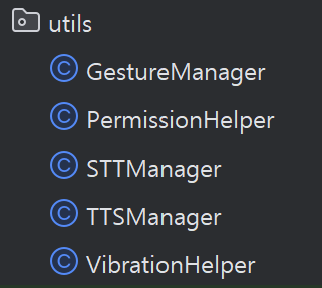 utils
C GestureManager
C PermissionHelper
C STTManager
C TTSManager
C VibrationHelper